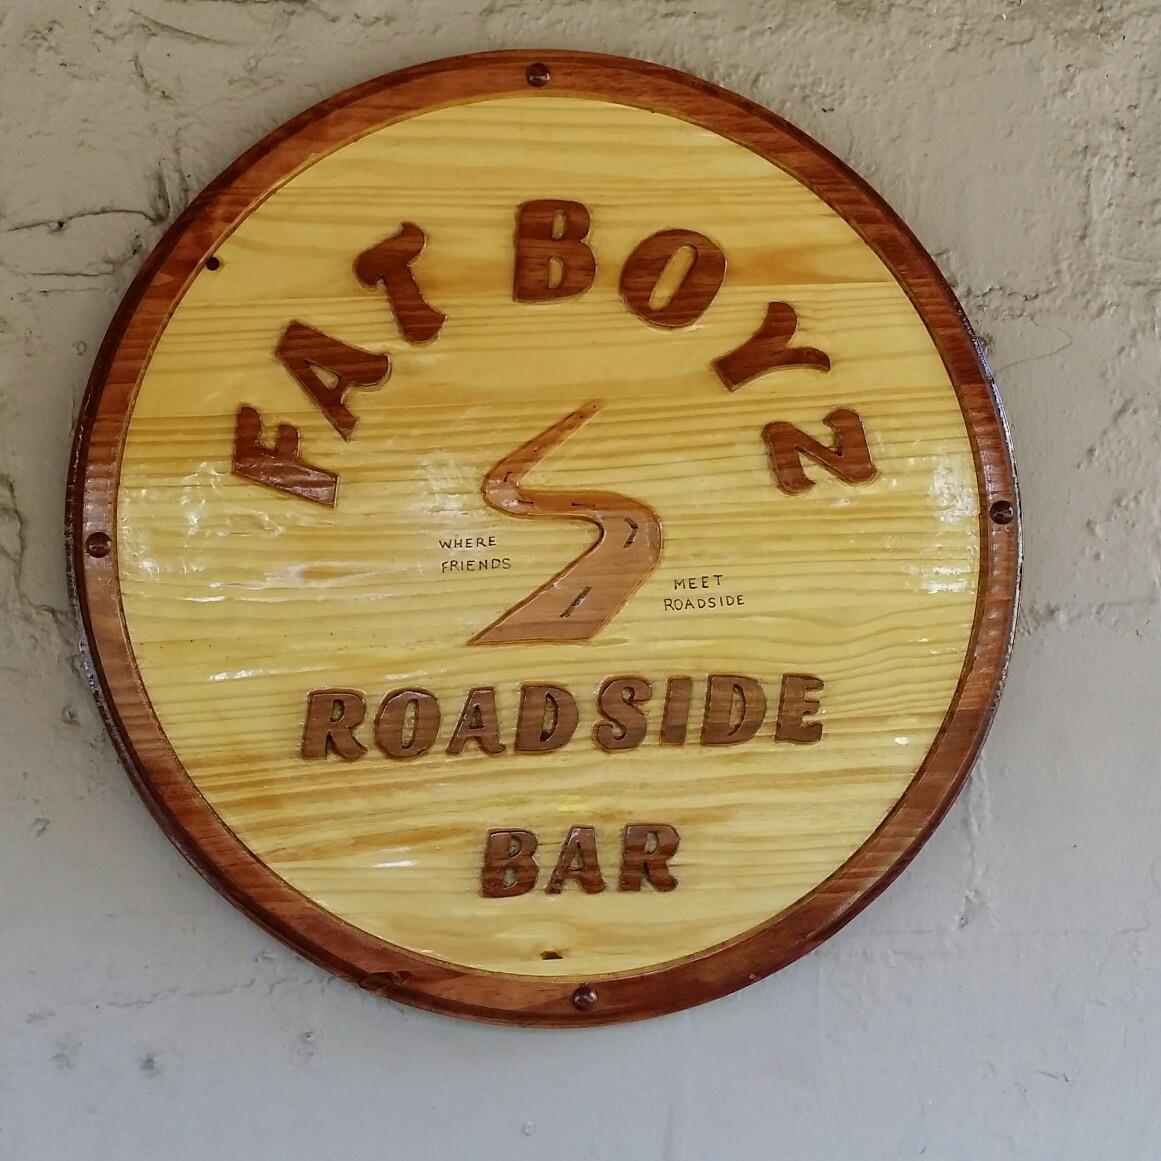 FAT BOYZ
WHERE
FRIENDS
MEET
ROADSIDE
ROADSIDE
BAR